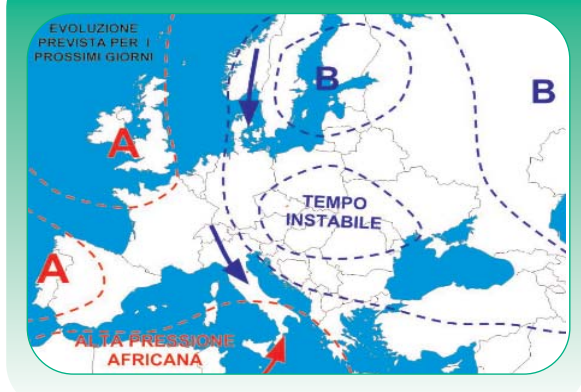 EVOLUZIONE
PREVISTA PER I
PROSSIMI GIORNI
B
B
A
TEMPO
INSTABILE
A
ALTA PRESSIONE
AFRICANA